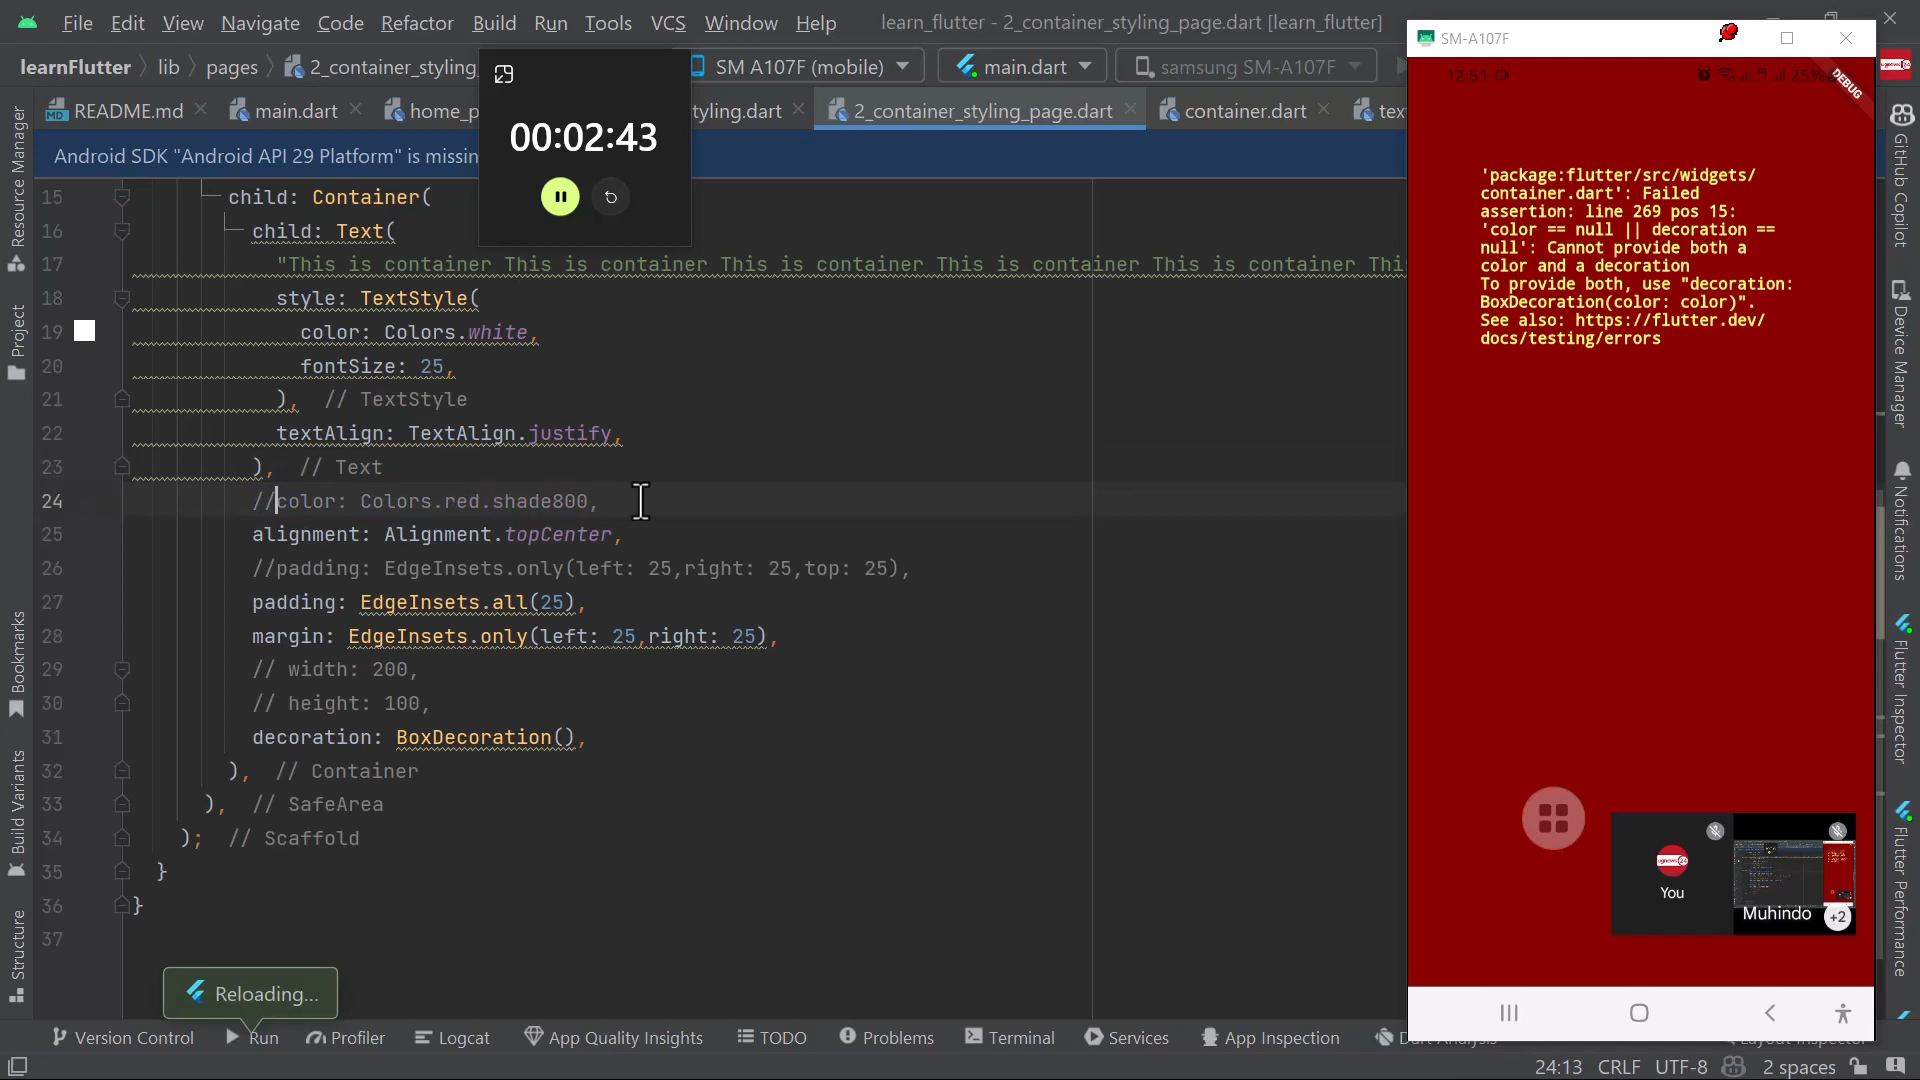 File Edit View Navigate Code Refactor Build Run Tools VCS Window Help learn_flutter - 2_container_styling_page.dart [learn_flutter]
learnFlutter lib pages 2_container_styling_ SM A107F (mobile) main.dart samsung SM-A107F
README.md main.dart home_p tyling.dart 2_container_styling_page.dart container.dart tex
Android SDK "Android API 29 Platform" is missin
00:02:43
15 child: Container(
16 child: Text(
17 "This is container This is container This is container This is container This is container Thi
18 style: TextStyle(
19 color: Colors.white,
20 fontSize: 25,
21 ), // TextStyle
22 textAlign: TextAlign.justify,
23 ), // Text
24 //color: Colors.red.shade800,
25 alignment: Alignment.topCenter,
26 //padding: EdgeInsets.only(left: 25,right: 25,top: 25),
27 padding: EdgeInsets.all(25),
28 margin: EdgeInsets.only(left: 25,right: 25),
29 // width: 200,
30 // height: 100,
31 decoration: BoxDecoration(),
32 ), // Container
33 ), // SafeArea
34 ); // Scaffold
35 }
36 }
37
Reloading...
Resource Manager
Project
Bookmarks
Build Variants
Structure
SM-A107F
12:51 25%
DEBUG
'package:flutter/src/widgets/
container.dart': Failed
assertion: line 269 pos 15:
'color == null || decoration ==
null': Cannot provide both a
color and a decoration
To provide both, use "decoration:
BoxDecoration(color: color)".
See also: https://flutter.dev/
docs/testing/errors
You
Muhindo
+2
GitHub Copilot
Device Manager
Notifications
Flutter Inspector
Flutter Performance
Version Control Run Profiler Logcat App Quality Insights TODO Problems Terminal Services App Inspection Dart Analysis Layout Inspector
24:13 CRLF UTF-8 2 spaces